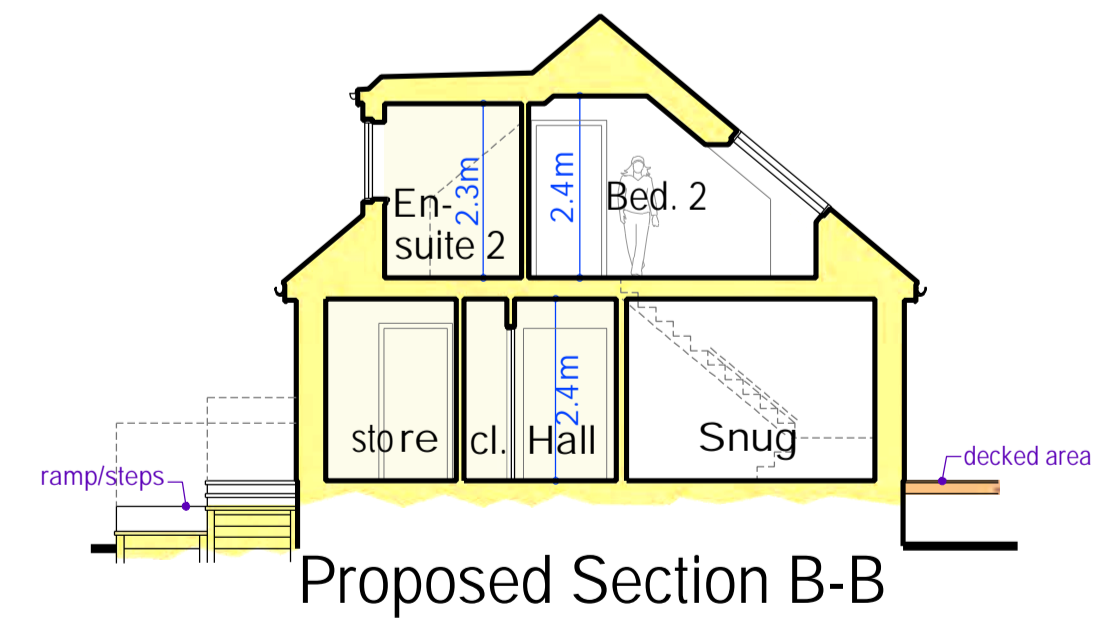 En-
suite 2
2.3m
2.4m
Bed. 2
store
cl.
Hall
2.4m
Snug
ramp/steps
decked area
Proposed Section B-B